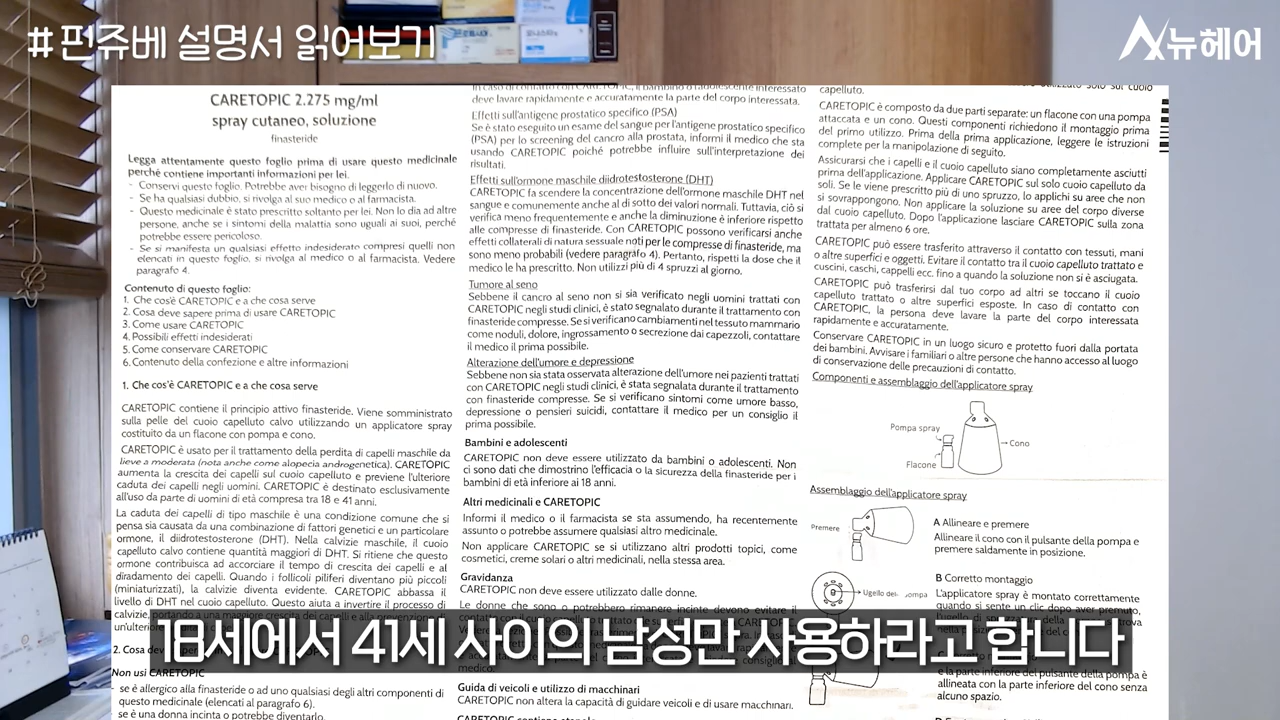 # 핀쥬베 설명서 읽어보기
뉴헤어
CARETOPIC 2.275 mg/ml
spray cutaneo, soluzione
finasteride
Legga attentamente questo foglio prima di usare questo medicinale
perché contiene importanti informazioni per lei.
- Conservi questo foglio. Potrebbe aver bisogno di leggerlo di nuovo.
- Se ha qualsiasi dubbio, si rivolga al suo medico o al farmacista.
- Questo medicinale è stato prescritto soltanto per lei. Non lo dia ad altre
persone, anche se i sintomi della malattia sono uguali ai suoi, perché
potrebbe essere pericoloso.
- Se si manifesta un qualsiasi effetto indesiderato compresi quelli non
elencati in questo foglio, si rivolga al medico o al farmacista. Vedere
paragrafo 4.
Contenuto di questo foglio:
1. Che cos'è CARETOPIC e a che cosa serve
2. Cosa deve sapere prima di usare CARETOPIC
3. Come usare CARETOPIC
4. Possibili effetti indesiderati
5. Come conservare CARETOPIC
6. Contenuto della confezione e altre informazioni
1. Che cos'è CARETOPIC e a che cosa serve
CARETOPIC contiene il principio attivo finasteride. Viene somministrato
sulla pelle del cuoio capelluto calvo utilizzando un applicatore spray
costituito da un flacone con pompa e cono.
CARETOPIC è usato per il trattamento della perdita di capelli maschile da
lieve a moderata (nota anche come alopecia androgenetica). CARETOPIC
aumenta la crescita dei capelli sul cuoio capelluto e previene l'ulteriore
caduta dei capelli negli uomini. CARETOPIC è destinato esclusivamente
all'uso da parte di uomini di età compresa tra 18 e 41 anni.
La caduta dei capelli di tipo maschile è una condizione comune che si
pensa sia causata da una combinazione di fattori genetici e un particolare
ormone, il diidrotestosterone (DHT). Nella calvizie maschile, il cuoio
capelluto calvo contiene quantità maggiori di DHT. Si ritiene che questo
ormone contribuisca ad accorciare il tempo di crescita dei capelli e al
diradamento dei capelli. Quando i follicoli piliferi diventano più piccoli
(miniaturizzati), la calvizie diventa evidente. CARETOPIC abbassa il
livello di DHT nel cuoio capelluto. Questo aiuta a invertire il processo di
calvizie, portando a una maggiore crescita dei capelli e alla prevenzione di
un'ulteriore
2. Cosa deve
Non usi CARETOPIC
- se è allergico alla finasteride o ad uno qualsiasi degli altri componenti di
questo medicinale (elencati al paragrafo 6).
se è una donna incinta o potrebbe diventarlo.
In caso di contatto con CARETOPIC, il bambino o l'adolescente interessato
deve lavare rapidamente e accuratamente la parte del corpo interessata.
Effetti sull'antigene prostatico specifico (PSA)
Se è stato eseguito un esame del sangue per l'antigene prostatico specifico
(PSA) per lo screening del cancro alla prostata, informi il medico che sta
usando CARETOPIC poiché potrebbe influire sull'interpretazione dei
risultati.
Effetti sull'ormone maschile diidrotestosterone (DHT)
CARETOPIC fa scendere la concentrazione dell'ormone maschile DHT nel
sangue e comunemente anche al di sotto dei valori normali. Tuttavia, ciò si
verifica meno frequentemente e anche la diminuzione è inferiore rispetto
alle compresse di finasteride. Con CARETOPIC possono verificarsi anche
effetti collaterali di natura sessuale noti per le compresse di finasteride, ma
sono meno probabili (vedere paragrafo 4). Pertanto, rispetti la dose che il
medico le ha prescritto. Non utilizzi più di 4 spruzzi al giorno.
Tumore al seno
Sebbene il cancro al seno non si sia verificato negli uomini trattati con
CARETOPIC negli studi clinici, è stato segnalato durante il trattamento con
finasteride compresse. Se si verificano cambiamenti nel tessuto mammario
come noduli, dolore, ingrossamento o secrezione dai capezzoli, contattare
il medico il prima possibile.
Alterazione dell'umore e depressione
Sebbene non sia stata osservata alterazione dell'umore nei pazienti trattati
con CARETOPIC negli studi clinici, è stata segnalata durante il trattamento
con finasteride compresse. Se si verificano sintomi come umore basso,
depressione o pensieri suicidi, contattare il medico per un consiglio il
prima possibile.
Bambini e adolescenti
CARETOPIC non deve essere utilizzato da bambini o adolescenti. Non
ci sono dati che dimostrino l'efficacia o la sicurezza della finasteride per i
bambini di età inferiore ai 18 anni.
Altri medicinali e CARETOPIC
Informi il medico o il farmacista se sta assumendo, ha recentemente
assunto o potrebbe assumere qualsiasi altro medicinale.
Non applicare CARETOPIC se si utilizzano altri prodotti topici, come
cosmetici, creme solari o altri medicinali, nella stessa area.
Gravidanza
CARETOPIC non deve essere utilizzato dalle donne.
Le donne che sono o potrebbero rimanere incinte devono evitare il
medico.
Guida di veicoli e utilizzo di macchinari
CARETOPIC non altera la capacità di guidare veicoli e di usare macchinari.
CARETOPIC contiene etanolo
capelluto.
CARETOPIC è composto da due parti separate: un flacone con una pompa
attaccata e un cono. Questi componenti richiedono il montaggio prima
del primo utilizzo. Prima della prima applicazione, leggere le istruzioni
complete per la manipolazione di seguito.
Assicurarsi che i capelli e il cuoio capelluto siano completamente asciutti
prima dell'applicazione. Applicare CARETOPIC sul solo cuoio capelluto da
soli. Se le viene prescritto più di uno spruzzo, lo applichi su aree che non
si sovrappongono. Non applicare la soluzione su aree del corpo diverse
dal cuoio capelluto. Dopo l'applicazione lasciare CARETOPIC sulla zona
trattata per almeno 6 ore.
CARETOPIC può essere trasferito attraverso il contatto con tessuti, mani
o altre superfici e oggetti. Evitare il contatto tra il cuoio capelluto trattato e
cuscini, caschi, cappelli ecc. fino a quando la soluzione non si è asciugata.
CARETOPIC può trasferirsi dal tuo corpo ad altri se toccano il cuoio
capelluto trattato o altre superfici esposte. In caso di contatto con
CARETOPIC, la persona deve lavare la parte del corpo interessata
rapidamente e accuratamente.
Conservare CARETOPIC in un luogo sicuro e protetto fuori dalla portata
dei bambini. Avvisare i familiari o altre persone che hanno accesso al luogo
di conservazione delle precauzioni di contatto.
Componenti e assemblaggio dell'applicatore spray
Pompa spray
Cono
Flacone
Assemblaggio dell'applicatore spray
Premere
A Allineare e premere
Allineare il cono con il pulsante della pompa e
premere saldamente in posizione.
B Corretto montaggio
Ugello del pompa
L'applicatore spray è montato correttamente
quando si sente un clic dopo aver premuto,
e la parte inferiore del pulsante della pompa è
allineata con la parte inferiore del cono senza
alcuno spazio.
18세에서 41세 사이의 남성만 사용하라고 합니다